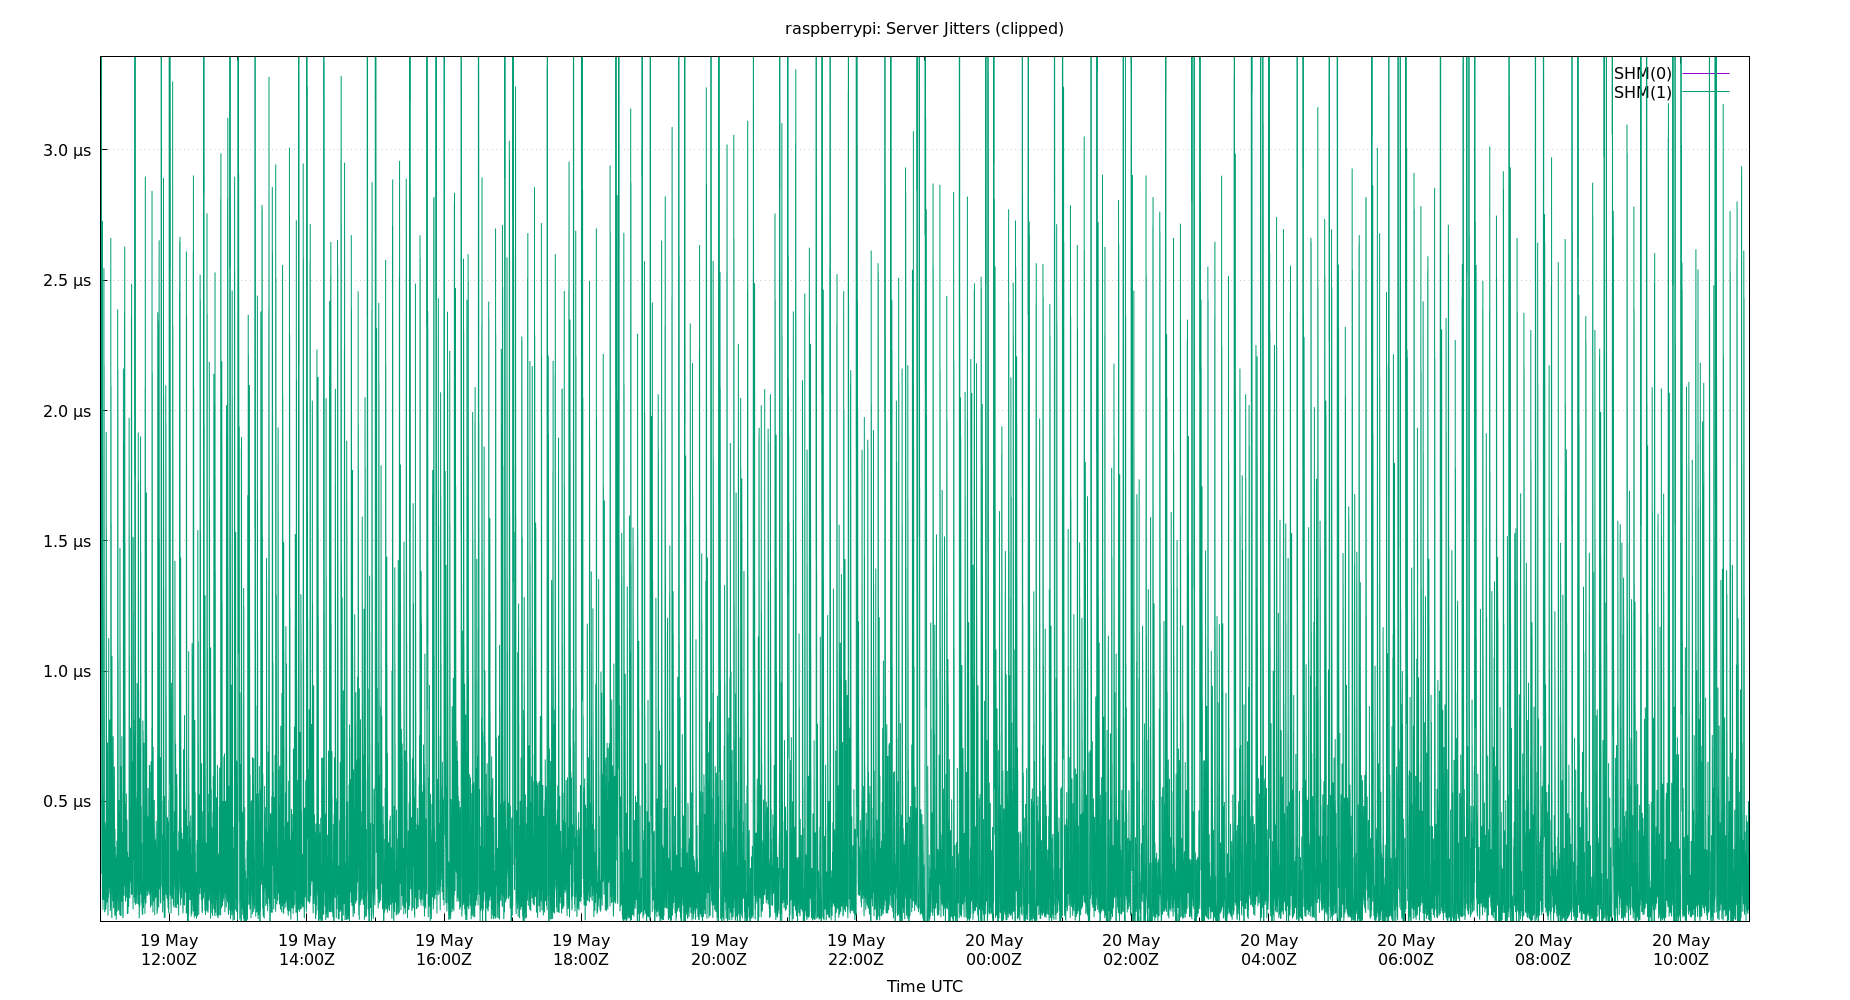 raspberrypi: Server Jitters (clipped)
SHM(0)
SHM(1)
3.0 µs
2.5 µs
2.0 µs
1.5 µs
1.0 µs
0.5 µs
19 May 19 May 19 May 19 May 19 May 19 May 20 May 20 May 20 May 20 May 20 May 20 May
12:00Z 14:00Z 16:00Z 18:00Z 20:00Z 22:00Z 00:00Z 02:00Z 04:00Z 06:00Z 08:00Z 10:00Z
Time UTC